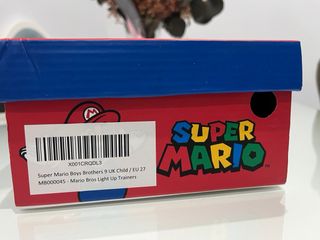 X001CRQDL3
Super Mario Boys Brothers 9 UK Child / EU 27
MB000045 - Mario Bros Light Up Trainers
SUPER
MARIO